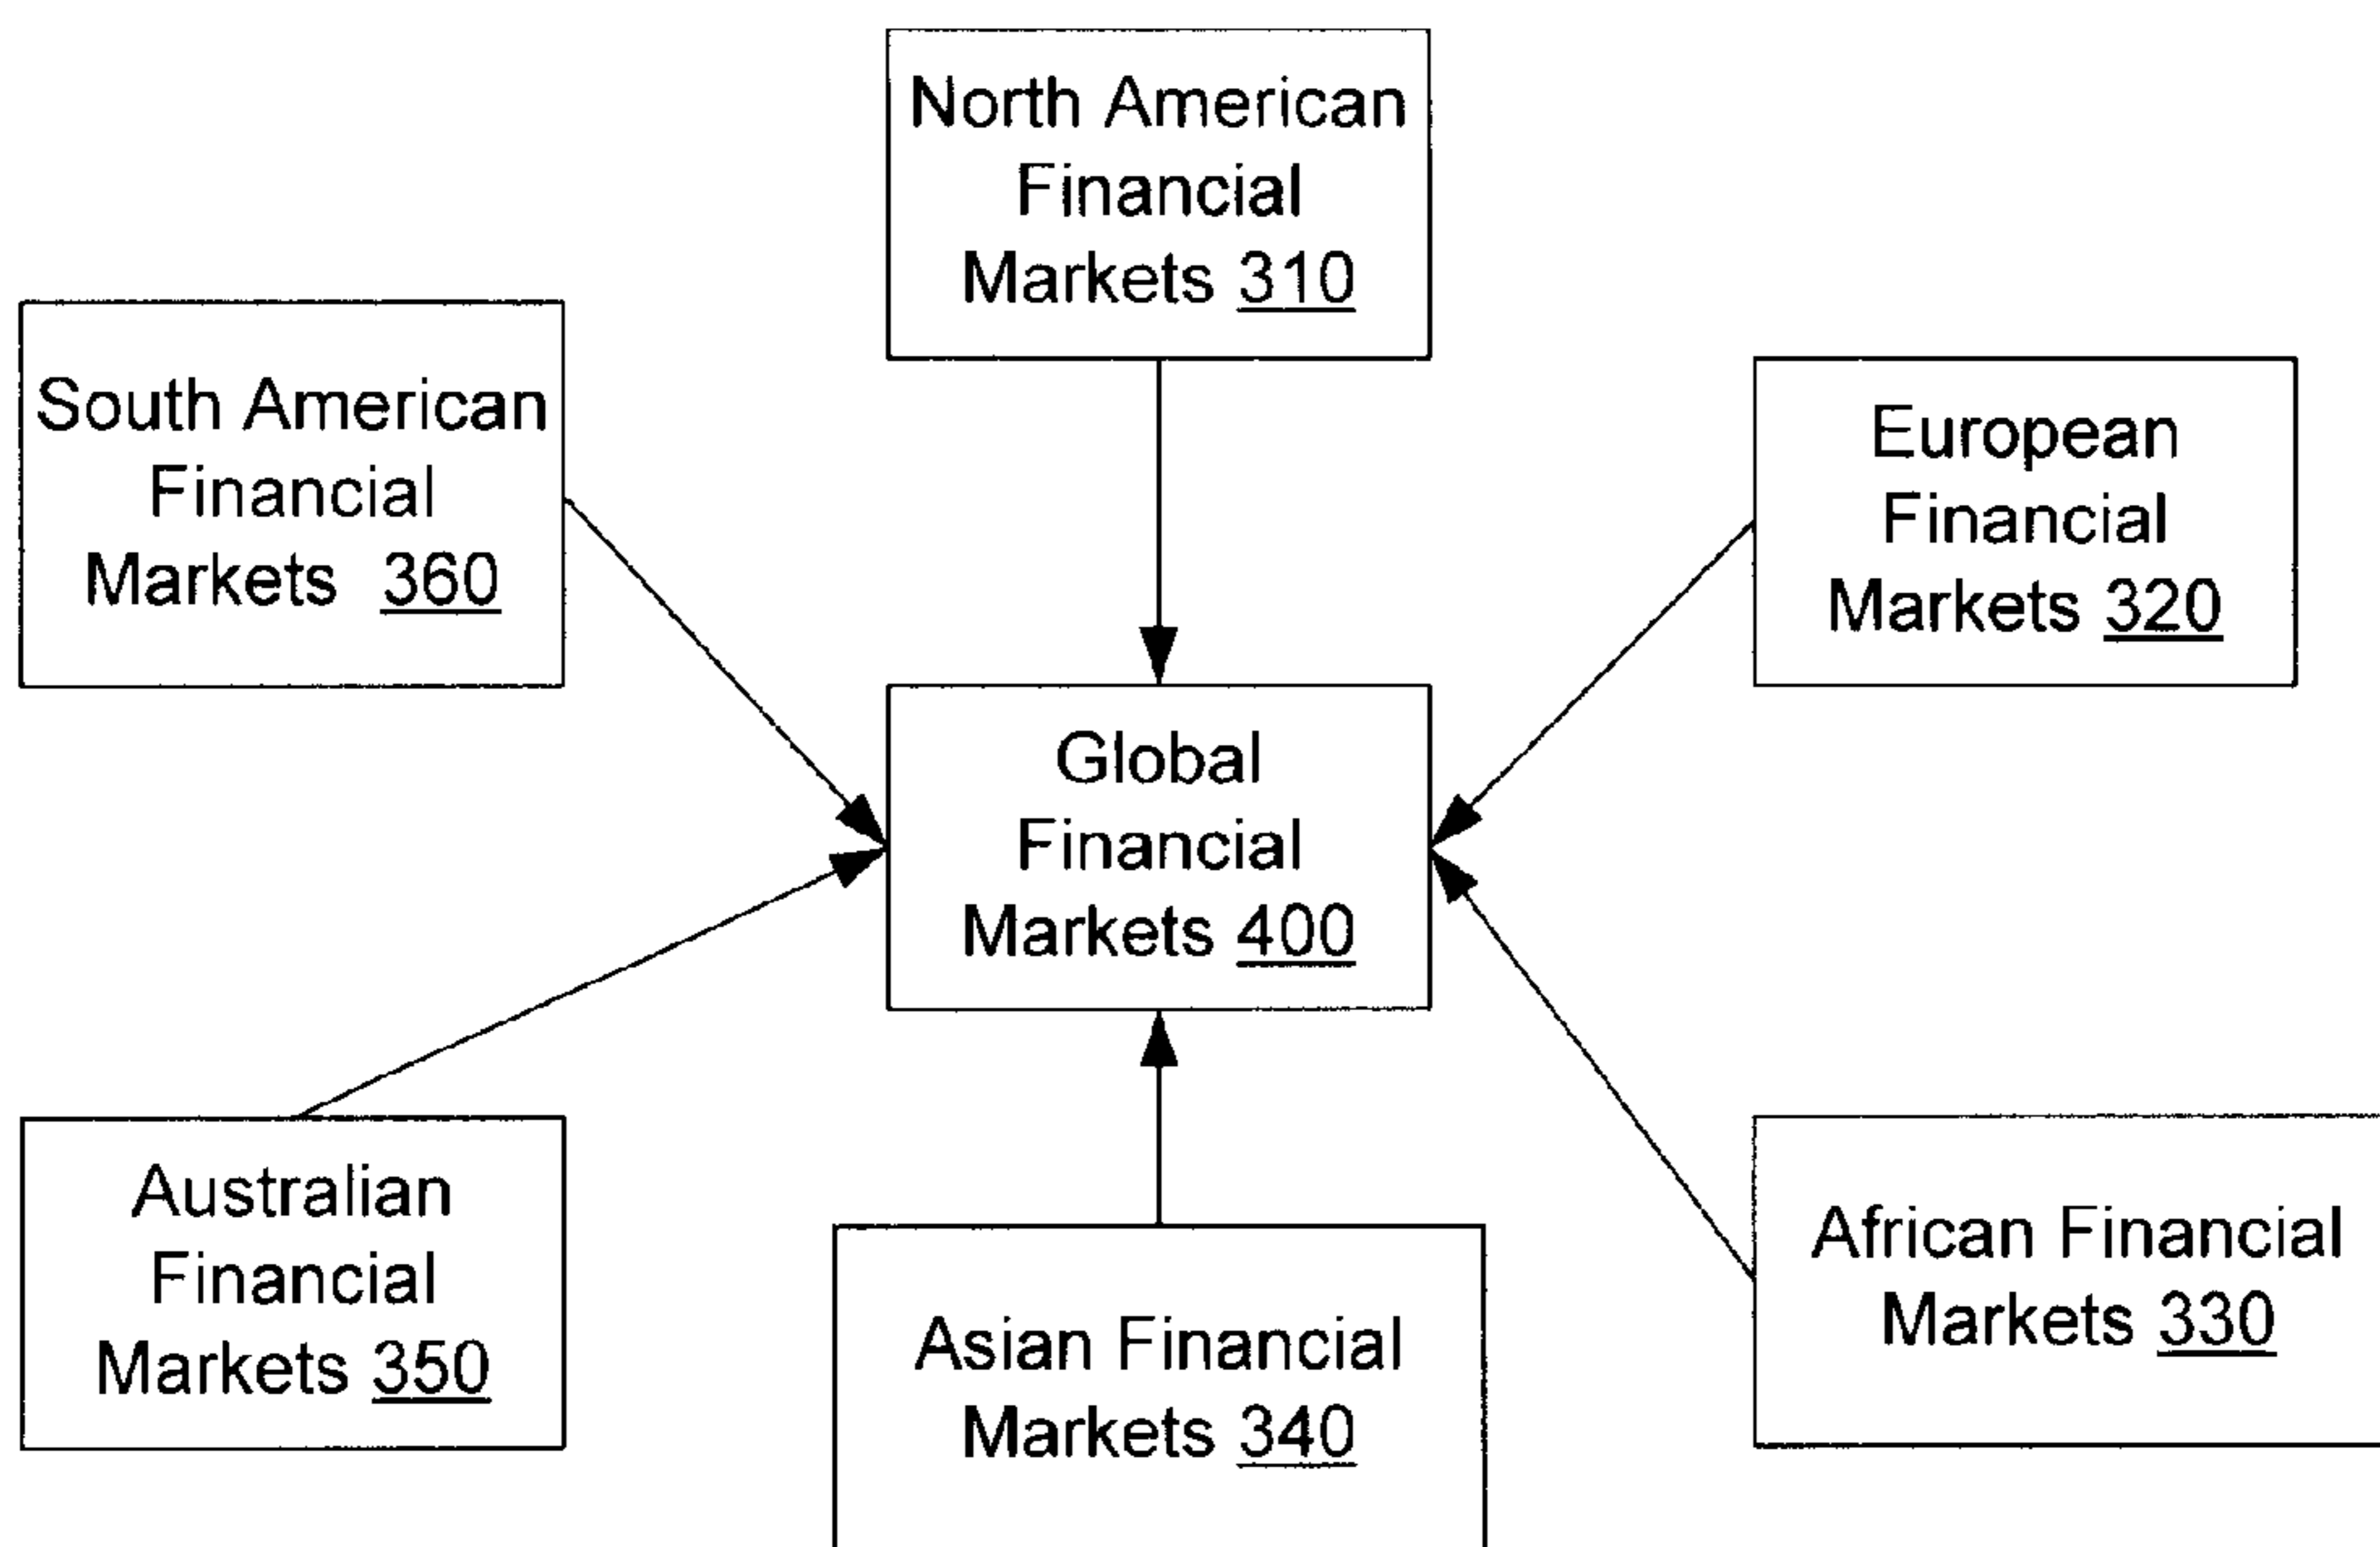 North American
Financial
Markets 310
South American
Financial
Markets 360
European
Financial
Markets 320
Global
Financial
Markets 400
Australian
Financial
Markets 350
Asian Financial
Markets 340
African Financial
Markets 330